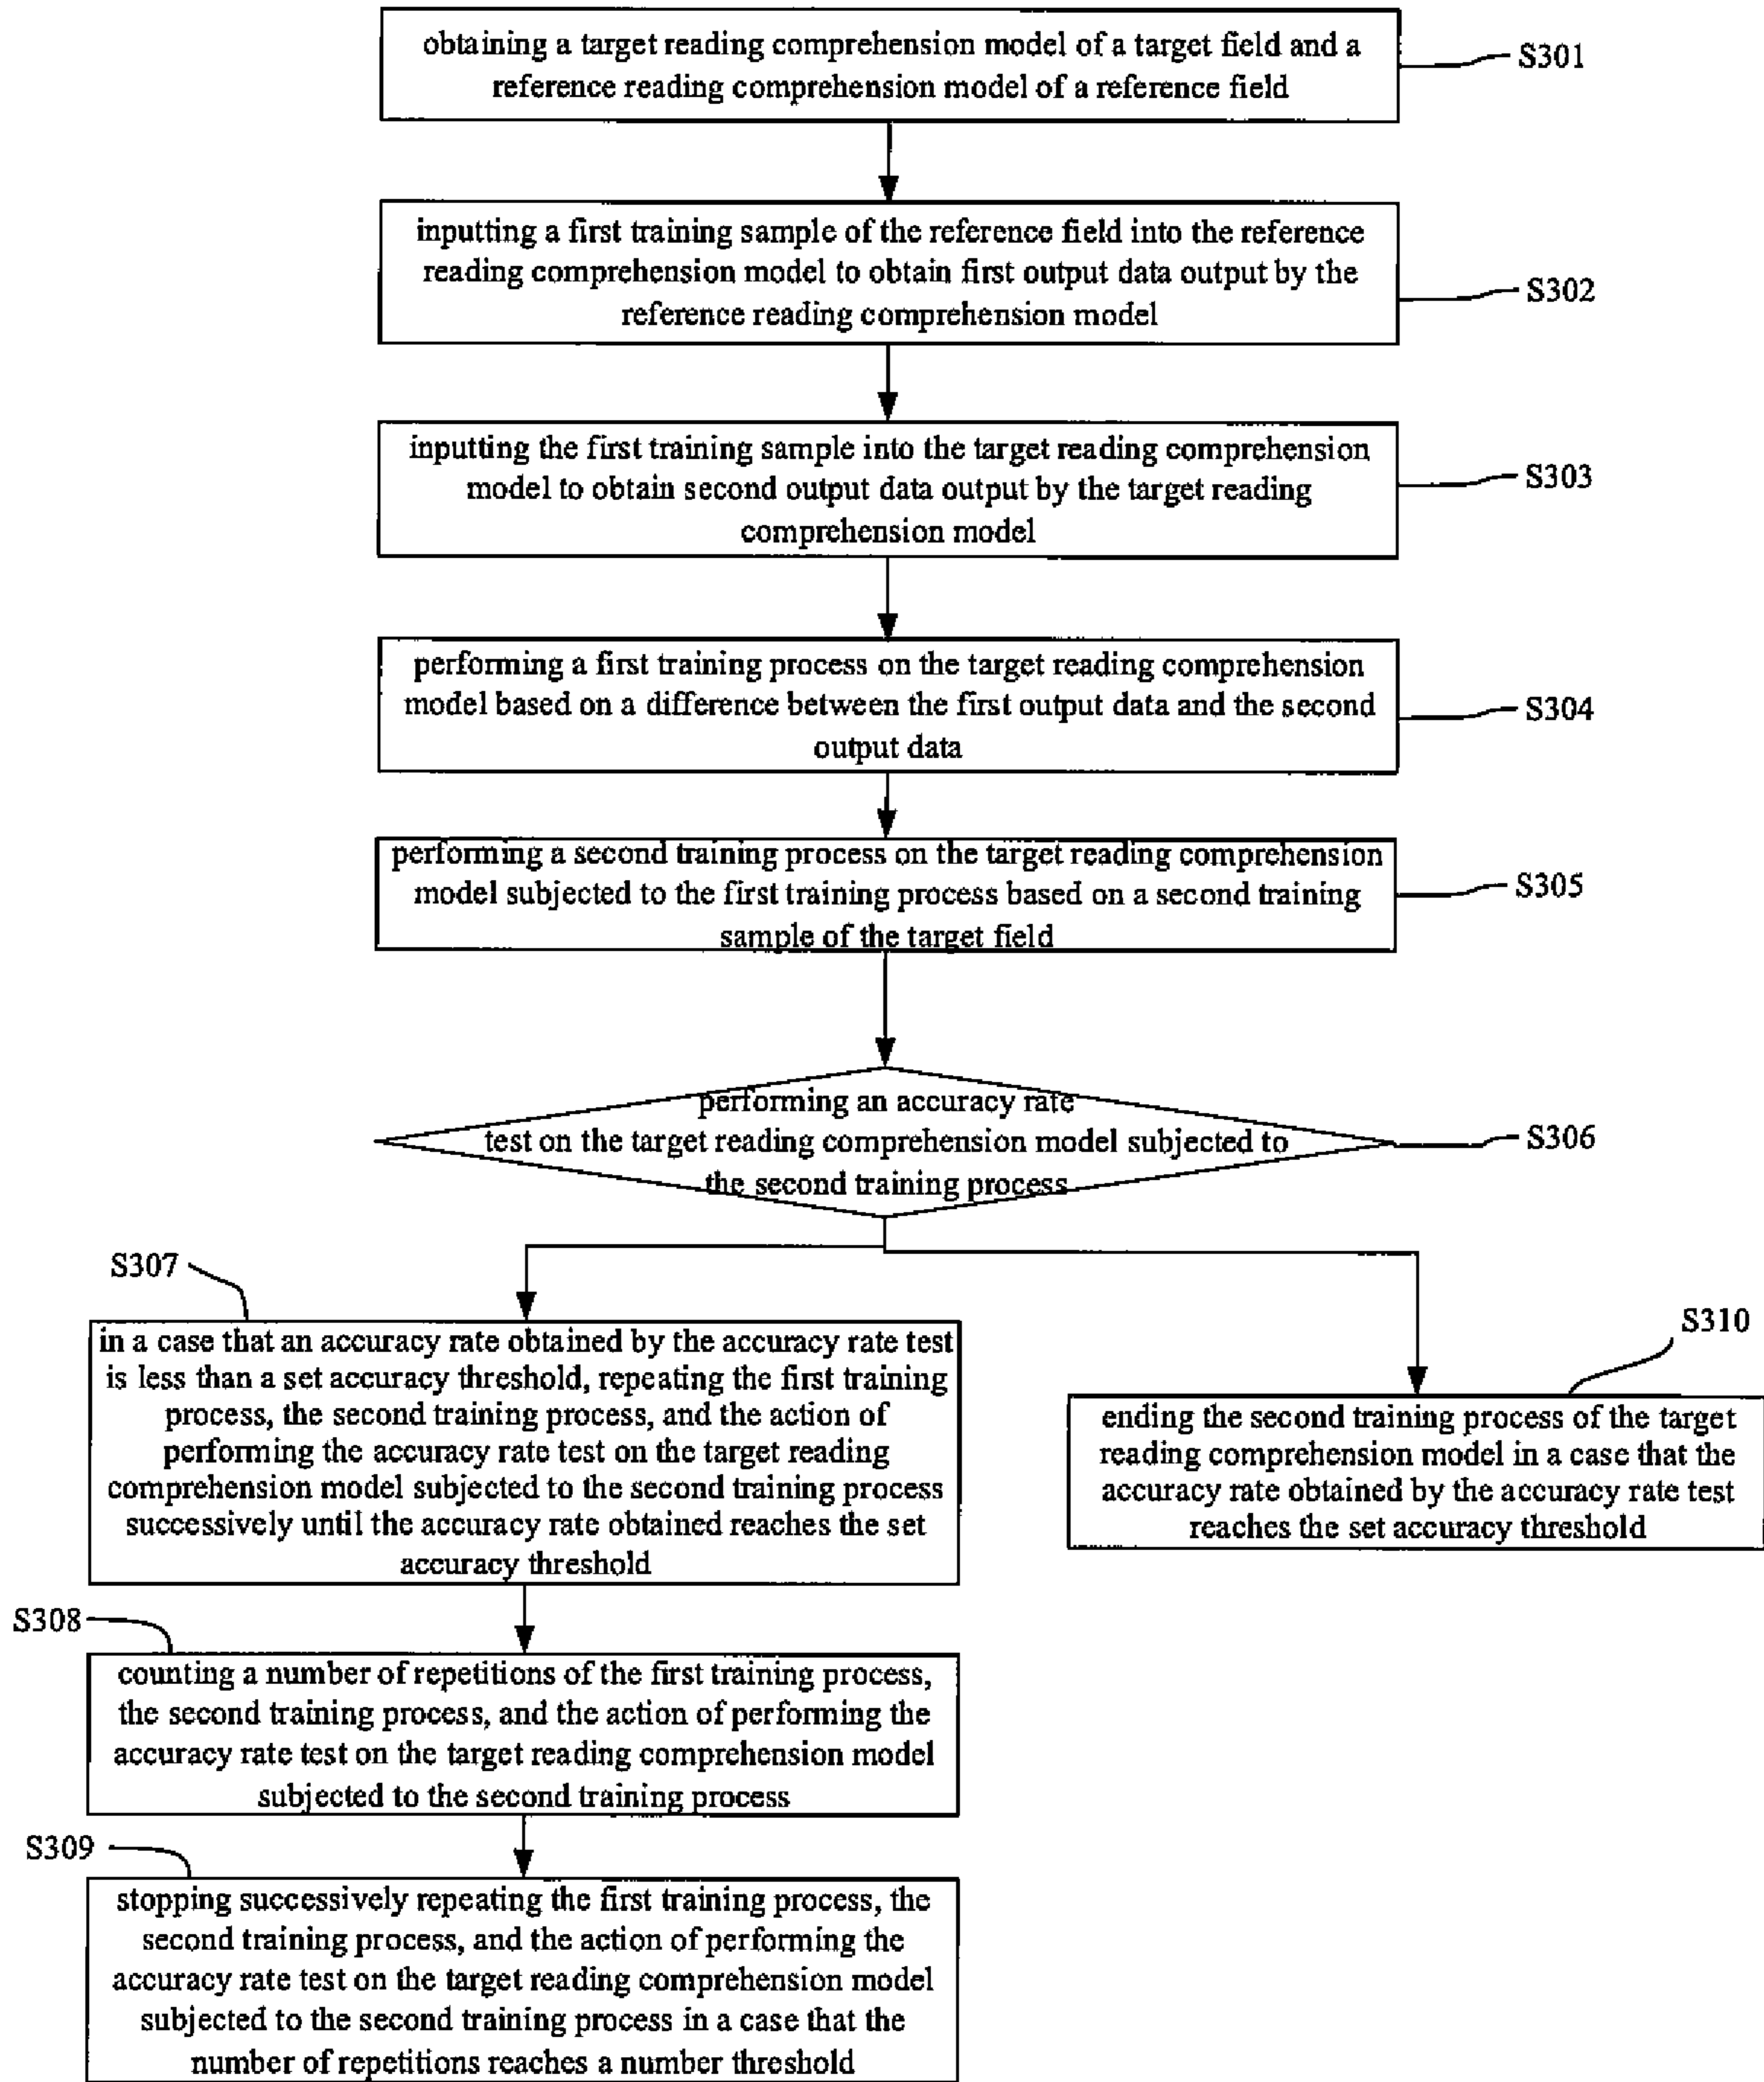 obtaining a target reading comprehension model of a target field and a
reference reading comprehension model of a reference field
S301
inputting a first training sample of the reference field into the reference
reading comprehension model to obtain first output data output by the
reference reading comprehension model
S302
inputting the first training sample into the target reading comprehension
model to obtain second output data output by the target reading
comprehension model
S303
performing a first training process on the target reading comprehension
model based on a difference between the first output data and the second
output data
S304
performing a second training process on the target reading comprehension
model subjected to the first training process based on a second training
sample of the target field
S305
performing an accuracy rate
test on the target reading comprehension model subjected to
the second training process
S306
S307
in a case that an accuracy rate obtained by the accuracy rate test
is less than a set accuracy threshold, repeating the first training
process, the second training process, and the action of
performing the accuracy rate test on the target reading
comprehension model subjected to the second training process
successively until the accuracy rate obtained reaches the set
accuracy threshold
S310
ending the second training process of the target
reading comprehension model in a case that the
accuracy rate obtained by the accuracy rate test
reaches the set accuracy threshold
S308
counting a number of repetitions of the first training process,
the second training process, and the action of performing the
accuracy rate test on the target reading comprehension model
subjected to the second training process
S309
stopping successively repeating the first training process, the
second training process, and the action of performing the
accuracy rate test on the target reading comprehension model
subjected to the second training process in a case that the
number of repetitions reaches a number threshold